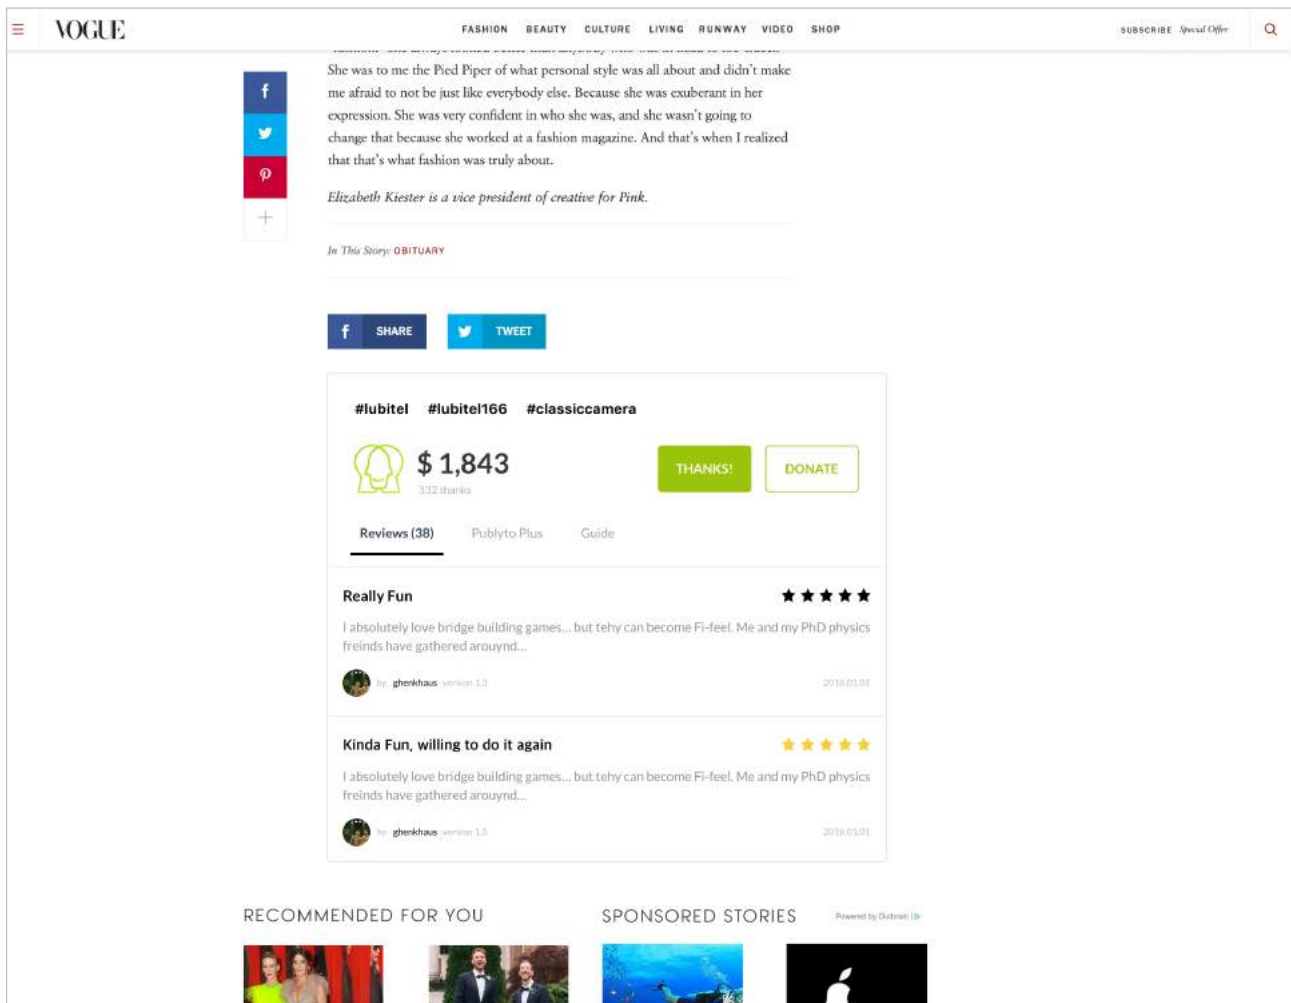 VOGUE
FASHION BEAUTY CULTURE LIVING RUNWAY VIDEO SHOP
SUBSCRIBE Special Offer
She was to me the Pied Piper of what personal style was all about and didn't make
me afraid to not be just like everybody else. Because she was exuberant in her
expression. She was very confident in who she was, and she wasn't going to
change that because she worked at a fashion magazine. And that's when I realized
that that's what fashion was truly about.
Elizabeth Kiester is a vice president of creative for Pink.
In This Story: OBITUARY
SHARE
TWEET
#lubitel #lubitel166 #classiccamera
$ 1,843
332 thanks
THANKS!
DONATE
Reviews (38) Publyto Plus Guide
Really Fun
I absolutely love bridge building games... but tehy can become Fi-feel. Me and my PhD physics
freinds have gathered arouynd...
by. ghenkhaus version 1.0
2018.01.01
Kinda Fun, willing to do it again
I absolutely love bridge building games... but tehy can become Fi-feel. Me and my PhD physics
freinds have gathered arouynd...
by. ghenkhaus version 1.0
2018.01.01
RECOMMENDED FOR YOU
SPONSORED STORIES
Powered by Outbrain